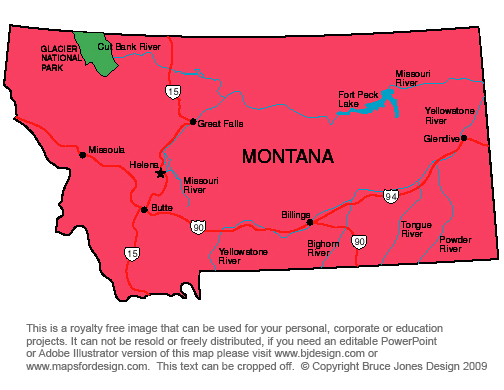 GLACIER
NATIONAL
PARK
Cut Bank River
15
Missouri
River
Fort Peck
Lake
Yellowstone
River
Great Falls
Glendive
Missoula
MONTANA
Helena
Missouri
River
94
Butte
Billings
90
Tongue
River
Powder
River
Bighorn
River
90
15
Yellowstone
River
This is a royalty free image that can be used for your personal, corporate or education
projects. It can not be resold or freely distributed, if you need an editable PowerPoint
or Adobe Illustrator version of this map please visit www.bjdesign.com or
www.mapsfordesign.com. This text can be cropped off. © Copyright Bruce Jones Design 2009